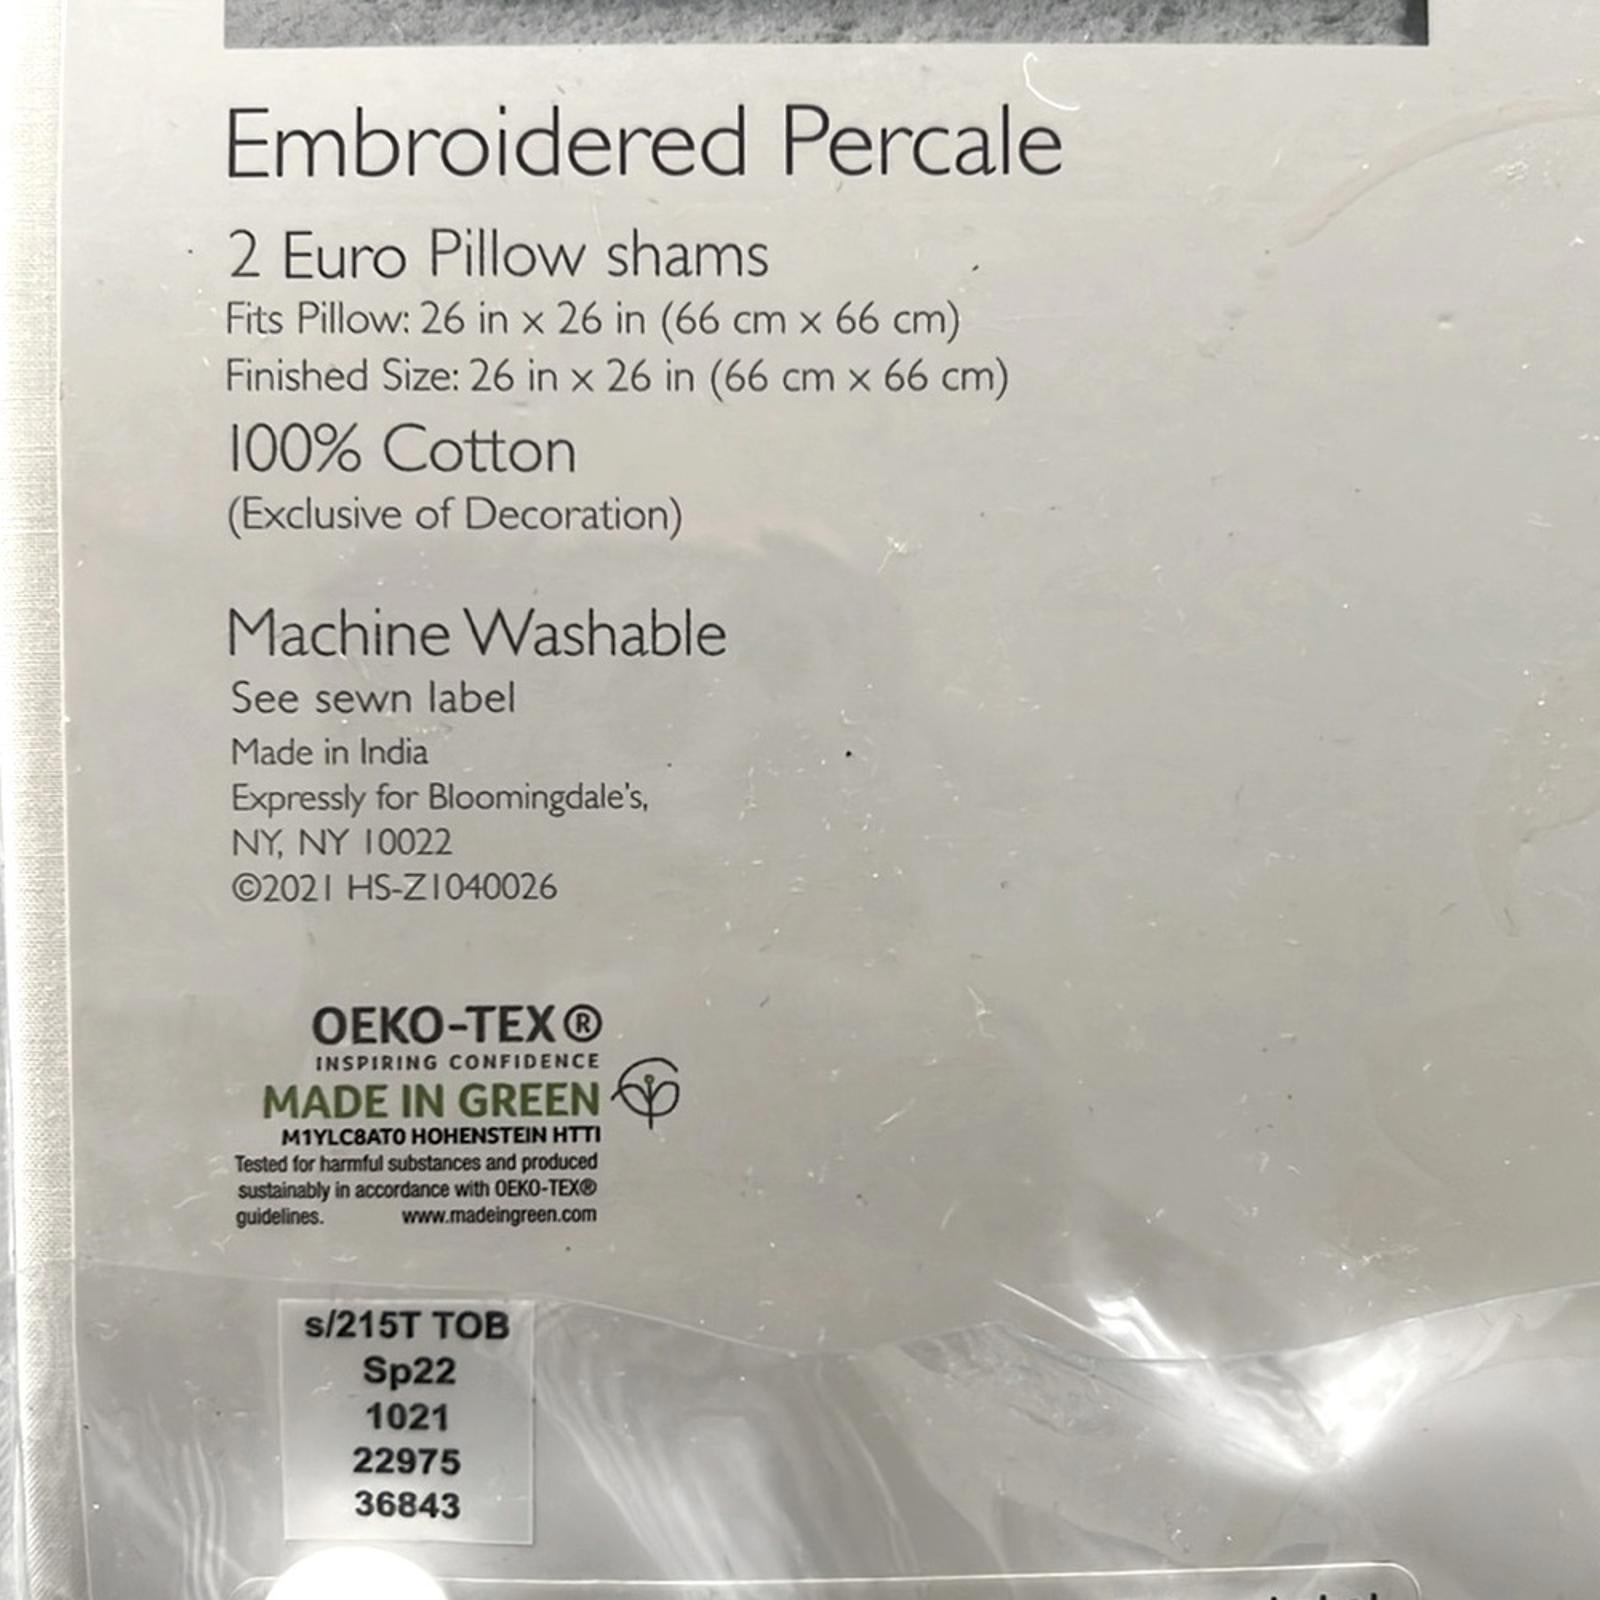 Embroidered Percale
2 Euro Pillow shams
Fits Pillow: 26 in x 26 in (66 cm x 66 cm)
Finished Size: 26 in x 26 in (66 cm x 66 cm)
100% Cotton
(Exclusive of Decoration)
Machine Washable
See sewn label
Made in India
Expressly for Bloomingdale's,
NY, NY 10022
©2021 HS-Z1040026
OEKO-TEX®
INSPIRING CONFIDENCE
MADE IN GREEN
M1YLC8AT0 HOHENSTEIN HTTI
Tested for harmful substances and produced
sustainably in accordance with OEKO-TEX®
guidelines. www.madeingreen.com
s/215T TOB
Sp22
1021
22975
36843